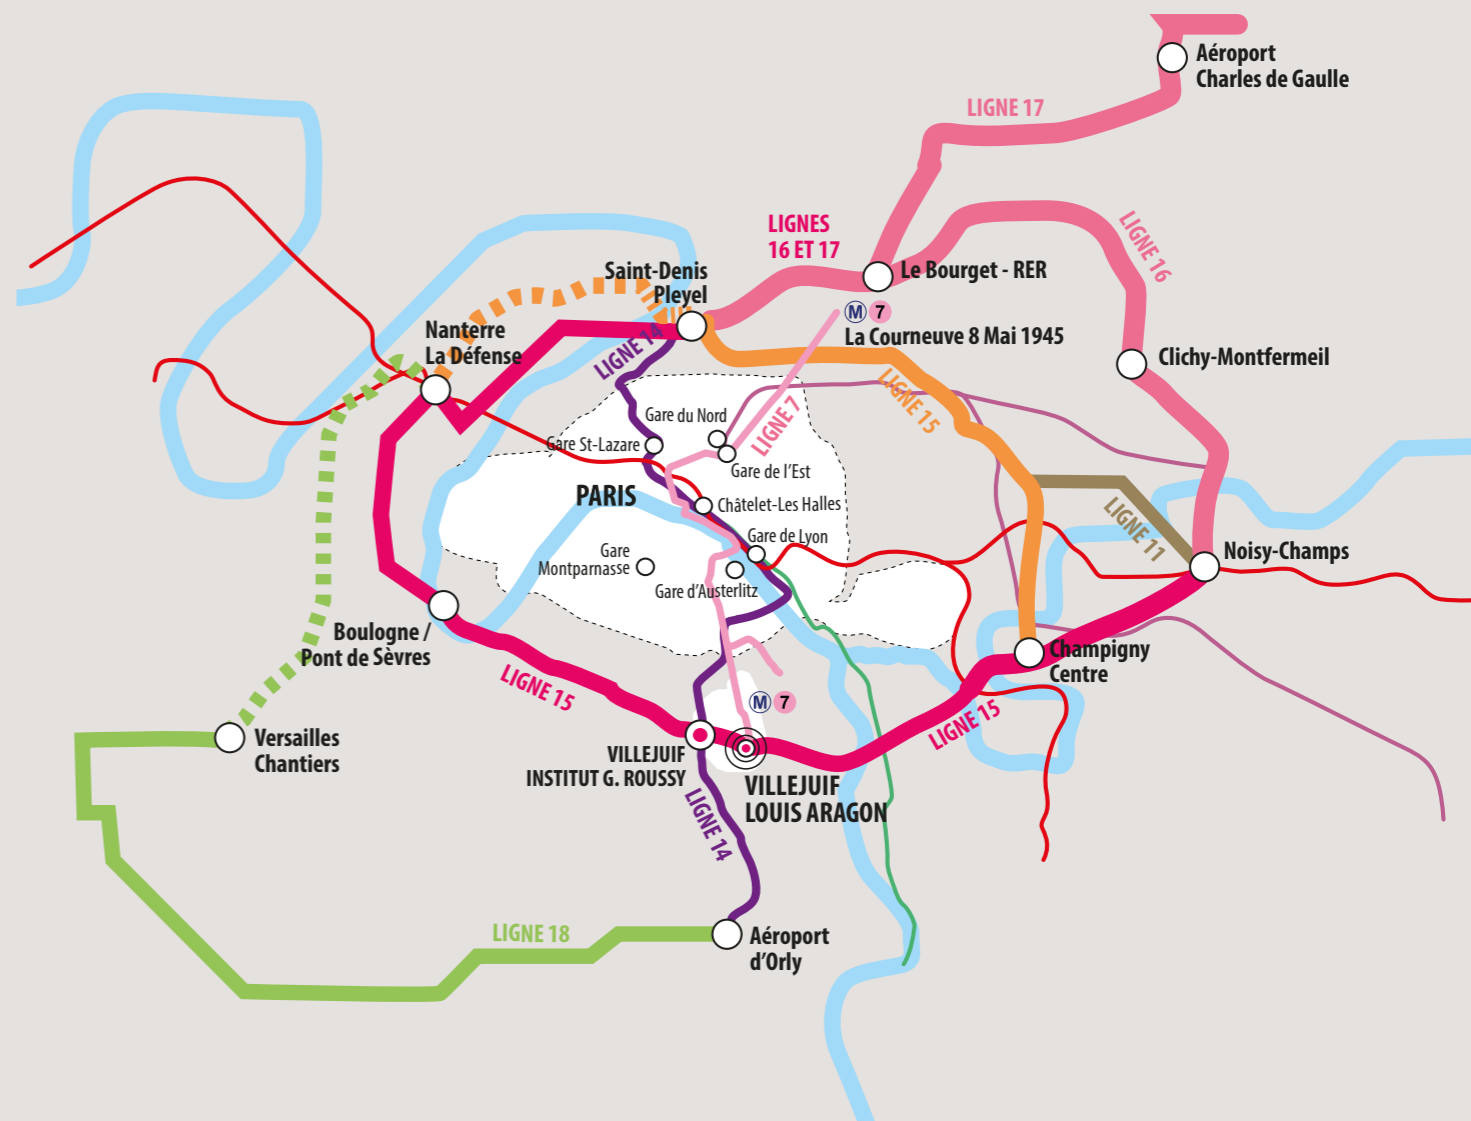 Aéroport
Charles de Gaulle
LIGNE 17
LIGNES
16 ET 17
LIGNE 16
Le Bourget - RER
Saint-Denis
Pleyel
M 7
La Courneuve 8 Mai 1945
Nanterre
La Défense
LIGNE 14
Clichy-Montfermeil
LIGNE 15
LIGNE 7
Gare du Nord
Gare St-Lazare
Gare de l'Est
PARIS
Châtelet-Les Halles
LIGNE 11
Gare de Lyon
Noisy-Champs
Gare
Montparnasse
Gare d'Austerlitz
Boulogne /
Pont de Sèvres
Champigny
Centre
LIGNE 15
M 7
LIGNE 15
Versailles
Chantiers
VILLEJUIF
INSTITUT G. ROUSSY
VILLEJUIF
LOUIS ARAGON
LIGNE 14
LIGNE 18
Aéroport
d'Orly